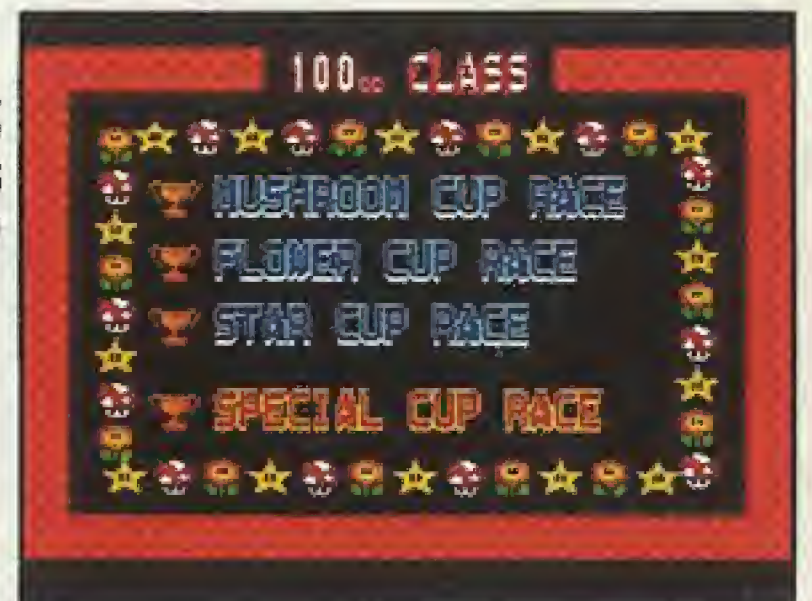 100cc CLASS
MUSHROOM CUP RACE
FLOWER CUP RACE
STAR CUP RACE
SPECIAL CUP RACE